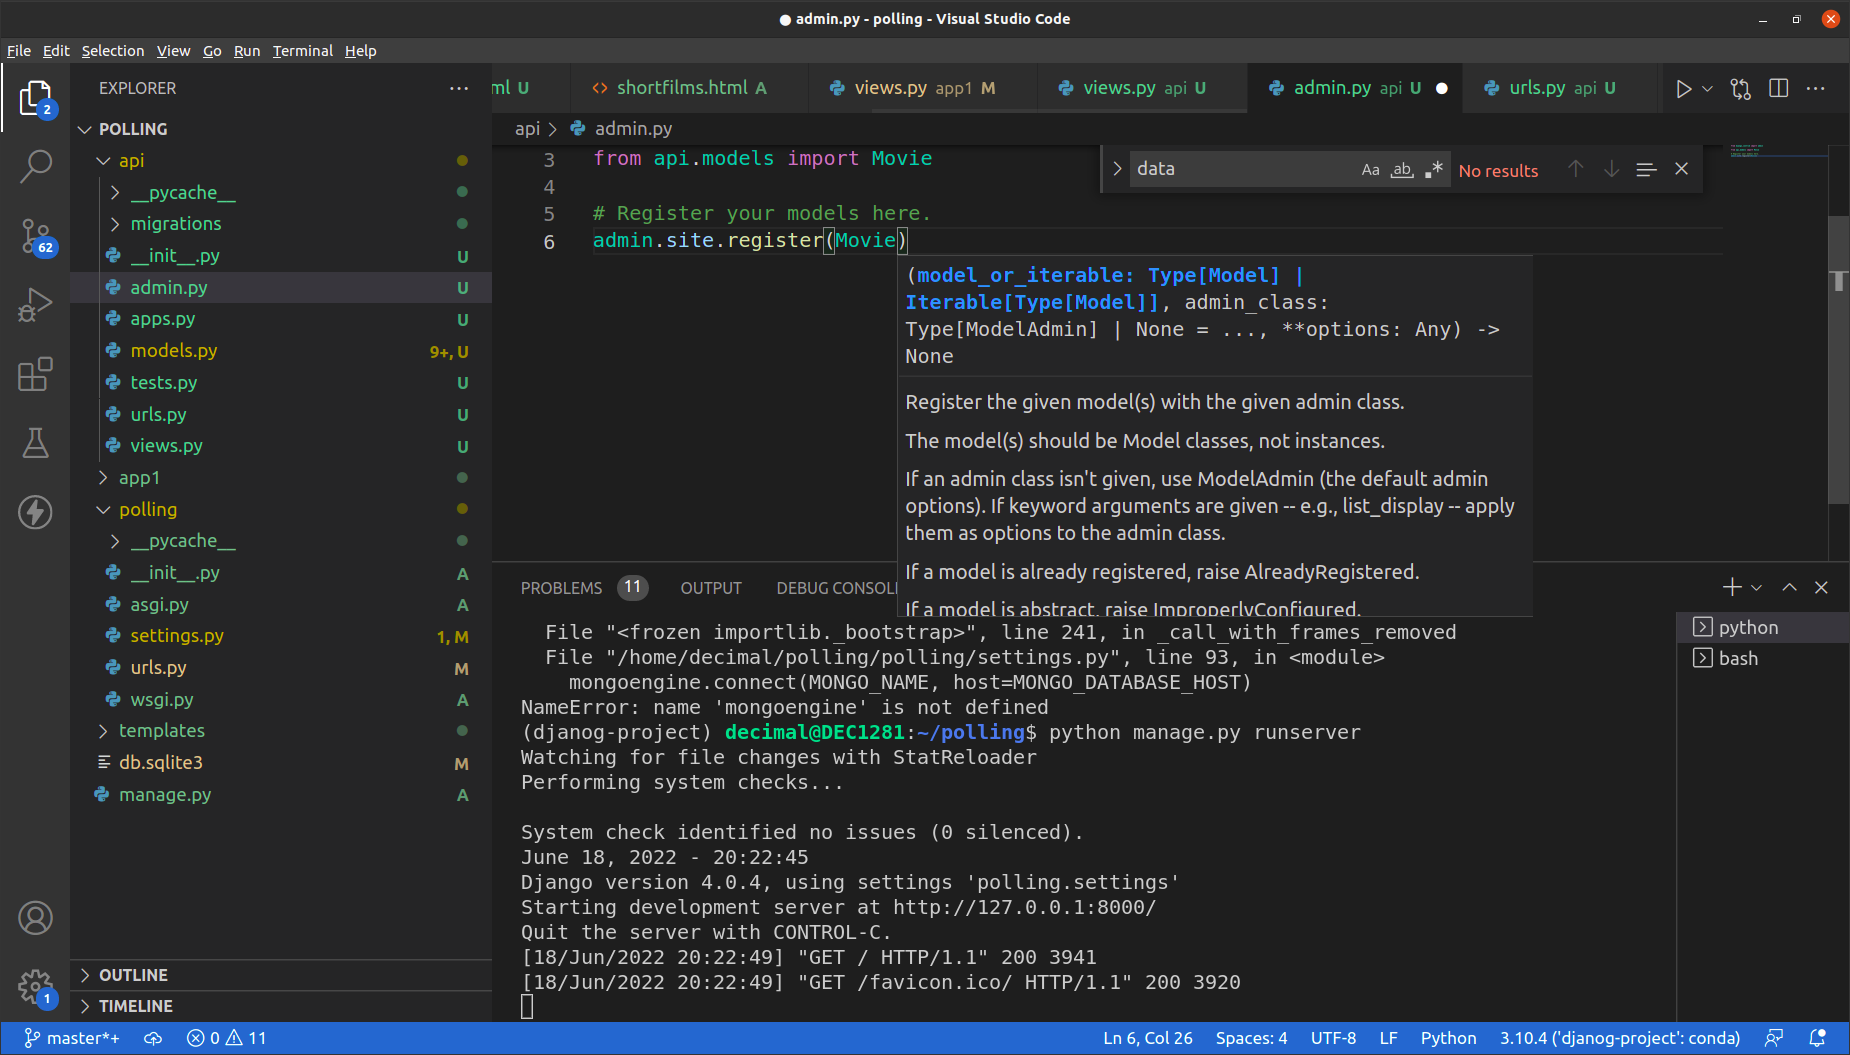 ● admin.py - polling - Visual Studio Code
File Edit Selection View Go Run Terminal Help
2
62
1
EXPLORER
POLLING
api
__pycache__
migrations
__init__.py U
admin.py U
apps.py U
models.py 9+, U
tests.py U
urls.py U
views.py U
app1
polling
__pycache__
__init__.py A
asgi.py A
settings.py 1, M
urls.py M
wsgi.py A
templates
db.sqlite3 M
manage.py A
OUTLINE
TIMELINE
ml U shortfilms.html A views.py app1 M views.py api U admin.py api U ● urls.py api U
api > admin.py
3 from api.models import Movie
4
5 # Register your models here.
6 admin.site.register(Movie)
data Aa ab .* No results
(model_or_iterable: Type[Model] |
Iterable[Type[Model]], admin_class:
Type[ModelAdmin] | None = ..., **options: Any) ->
None
Register the given model(s) with the given admin class.
The model(s) should be Model classes, not instances.
If an admin class isn't given, use ModelAdmin (the default admin
options). If keyword arguments are given -- e.g., list_display -- apply
them as options to the admin class.
If a model is already registered, raise AlreadyRegistered.
If a model is abstract, raise ImproperlyConfigured.
PROBLEMS 11 OUTPUT DEBUG CONSOL
File "<frozen importlib._bootstrap>", line 241, in _call_with_frames_removed
File "/home/decimal/polling/polling/settings.py", line 93, in <module>
mongoengine.connect(MONGO_NAME, host=MONGO_DATABASE_HOST)
NameError: name 'mongoengine' is not defined
(djanog-project) decimal@DEC1281:~/polling$ python manage.py runserver
Watching for file changes with StatReloader
Performing system checks...
System check identified no issues (0 silenced).
June 18, 2022 - 20:22:45
Django version 4.0.4, using settings 'polling.settings'
Starting development server at http://127.0.0.1:8000/
Quit the server with CONTROL-C.
[18/Jun/2022 20:22:49] "GET / HTTP/1.1" 200 3941
[18/Jun/2022 20:22:49] "GET /favicon.ico/ HTTP/1.1" 200 3920
python
bash
master*+ 0 11 Ln 6, Col 26 Spaces: 4 UTF-8 LF Python 3.10.4 ('djanog-project': conda)